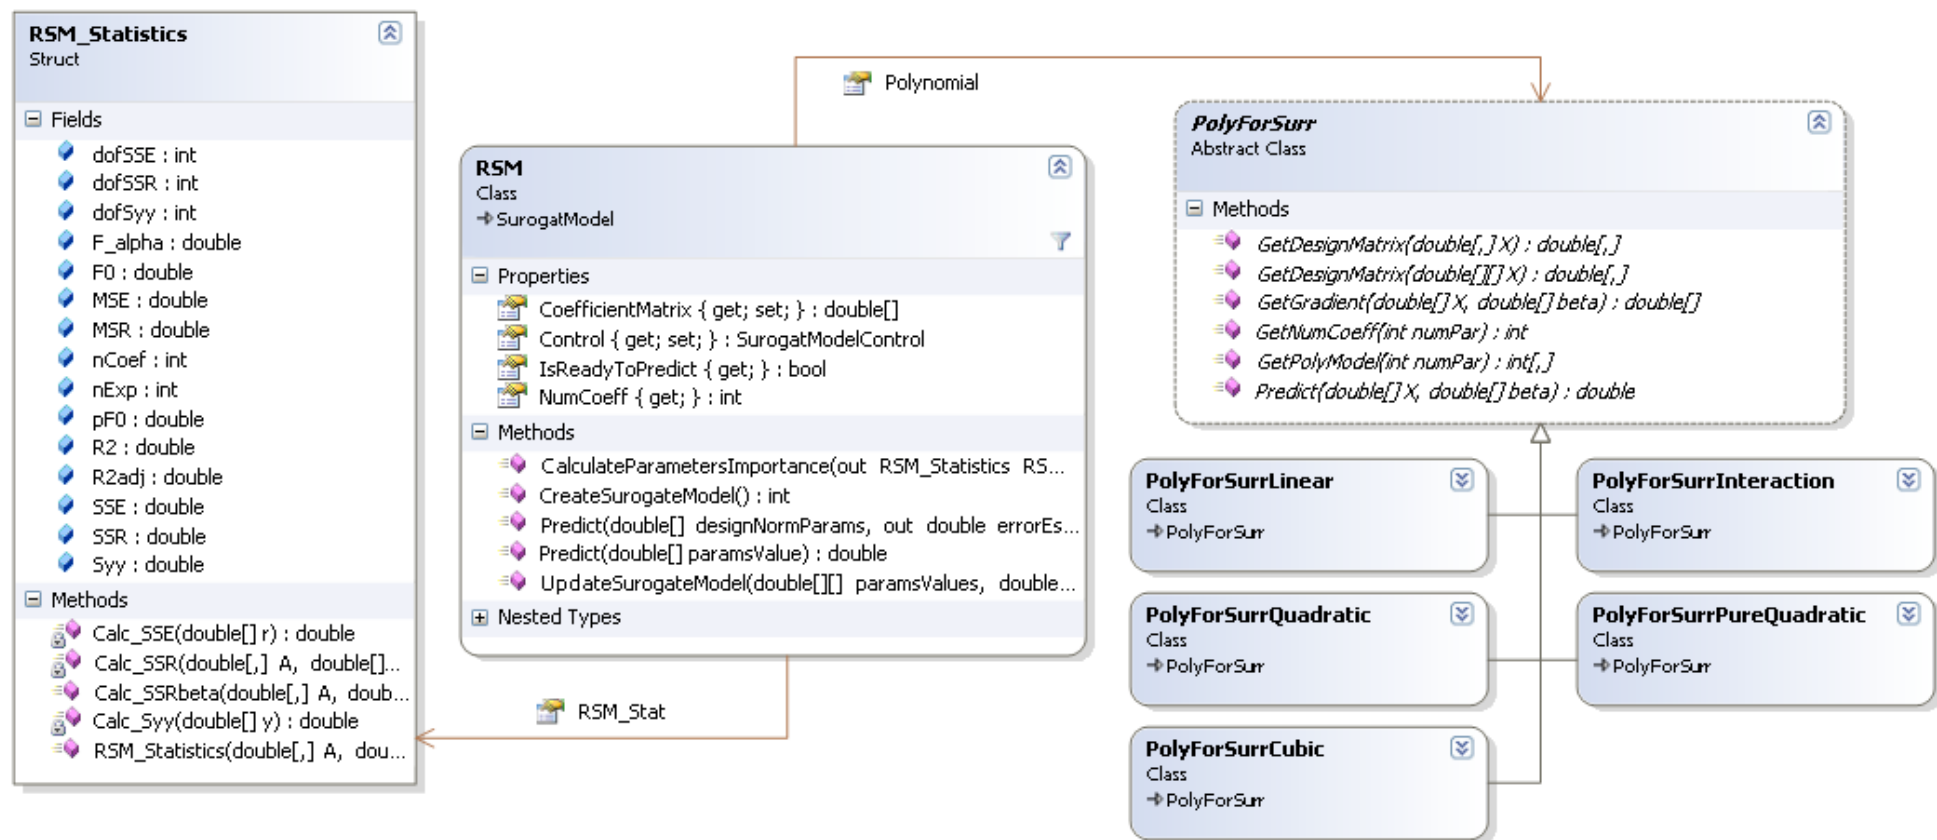 RSM_Statistics
Struct
Fields
dofSSE : int
dofSSR : int
dofSyy : int
F_alpha : double
F0 : double
MSE : double
MSR : double
nCoef : int
nExp : int
pF0 : double
R2 : double
R2adj : double
SSE : double
SSR : double
Syy : double
Methods
Calc_SSE(double[] r) : double
Calc_SSR(double[,] A, double[]...
Calc_SSRbeta(double[,] A, doub...
Calc_Syy(double[] y) : double
RSM_Statistics(double[,] A, dou...
Polynomial
RSM
Class
SurogatModel
Properties
CoefficientMatrix { get; set; } : double[]
Control { get; set; } : SurogatModelControl
IsReadyToPredict { get; } : bool
NumCoeff { get; } : int
Methods
CalculateParametersImportance(out RSM_Statistics RS...
CreateSurogateModel() : int
Predict(double[] designNormParams, out double errorEs...
Predict(double[] paramsValue) : double
UpdateSurogateModel(double[][] paramsValues, double...
Nested Types
RSM_Stat
PolyForSurr
Abstract Class
Methods
GetDesignMatrix(double[,] X) : double[,]
GetDesignMatrix(double[][] X) : double[,]
GetGradient(double[] X, double[] beta) : double[]
GetNumCoeff(int numPar) : int
GetPolyModel(int numPar) : int[,]
Predict(double[] X, double[] beta) : double
PolyForSurrLinear
Class
PolyForSurr
PolyForSurrInteraction
Class
PolyForSurr
PolyForSurrQuadratic
Class
PolyForSurr
PolyForSurrPureQuadratic
Class
PolyForSurr
PolyForSurrCubic
Class
PolyForSurr